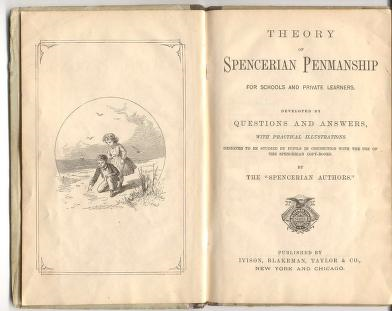 THEORY
OF
SPENCERIAN PENMANSHIP
FOR SCHOOLS AND PRIVATE LEARNERS.
DEVELOPED BY
QUESTIONS AND ANSWERS,
WITH PRACTICAL ILLUSTRATIONS
DESIGNED TO BE STUDIED BY PUPILS IN CONNECTION WITH THE USE OF
THE SPENCERIAN COPY-BOOKS.
BY
THE "SPENCERIAN AUTHORS."
PUBLISHED BY
IVISON, BLAKEMAN, TAYLOR & CO.,
NEW YORK AND CHICAGO.